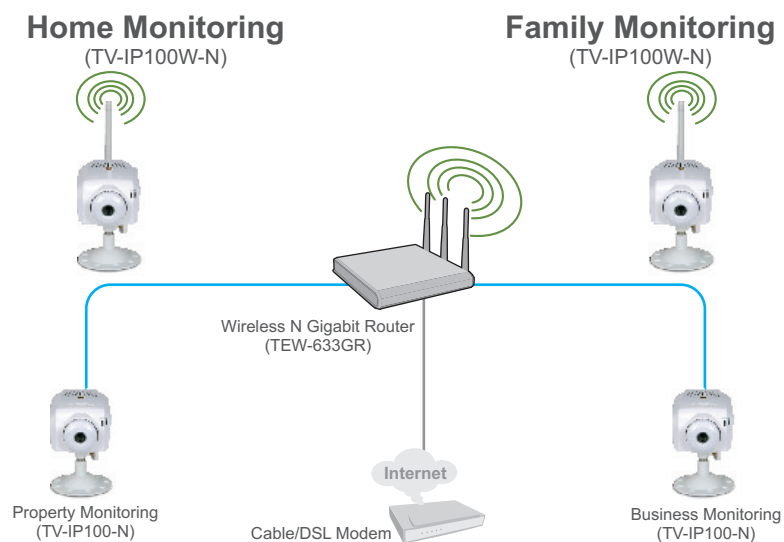 Home Monitoring
(TV-IP100W-N)
Family Monitoring
(TV-IP100W-N)
Wireless N Gigabit Router
(TEW-633GR)
Internet
Property Monitoring
(TV-IP100-N)
Cable/DSL Modem
Business Monitoring
(TV-IP100-N)